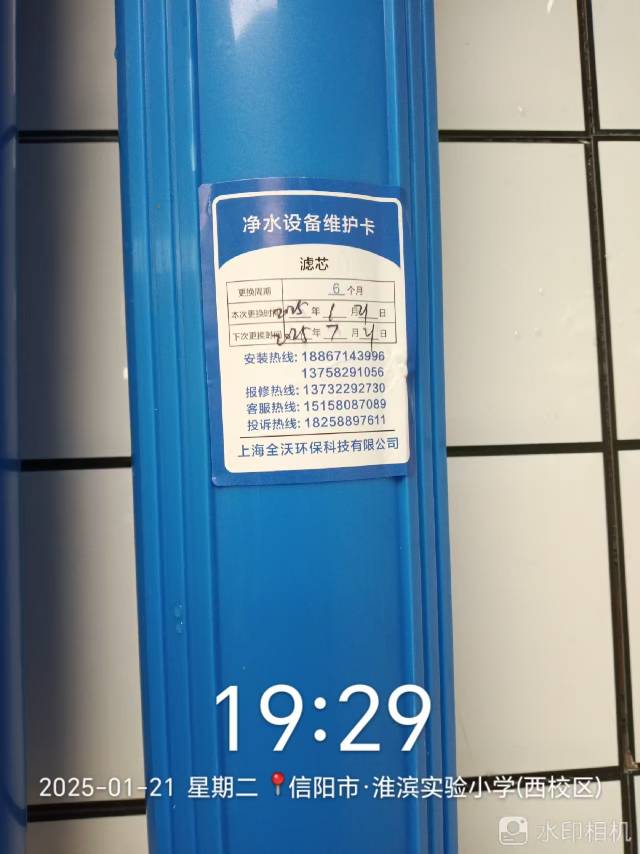 净水设备维护卡
滤芯
更换周期 6 个月
本次更换时间 2025 年 1 月 21 日
下次更换时间 2025 年 7 月 21 日
安装热线: 18867143996
13758291056
报修热线: 13732292730
客服热线: 15158087089
投诉热线: 18258897611
上海全沃环保科技有限公司
19:29
2025-01-21 星期二 信阳市·淮滨实验小学(西校区)
水印相机